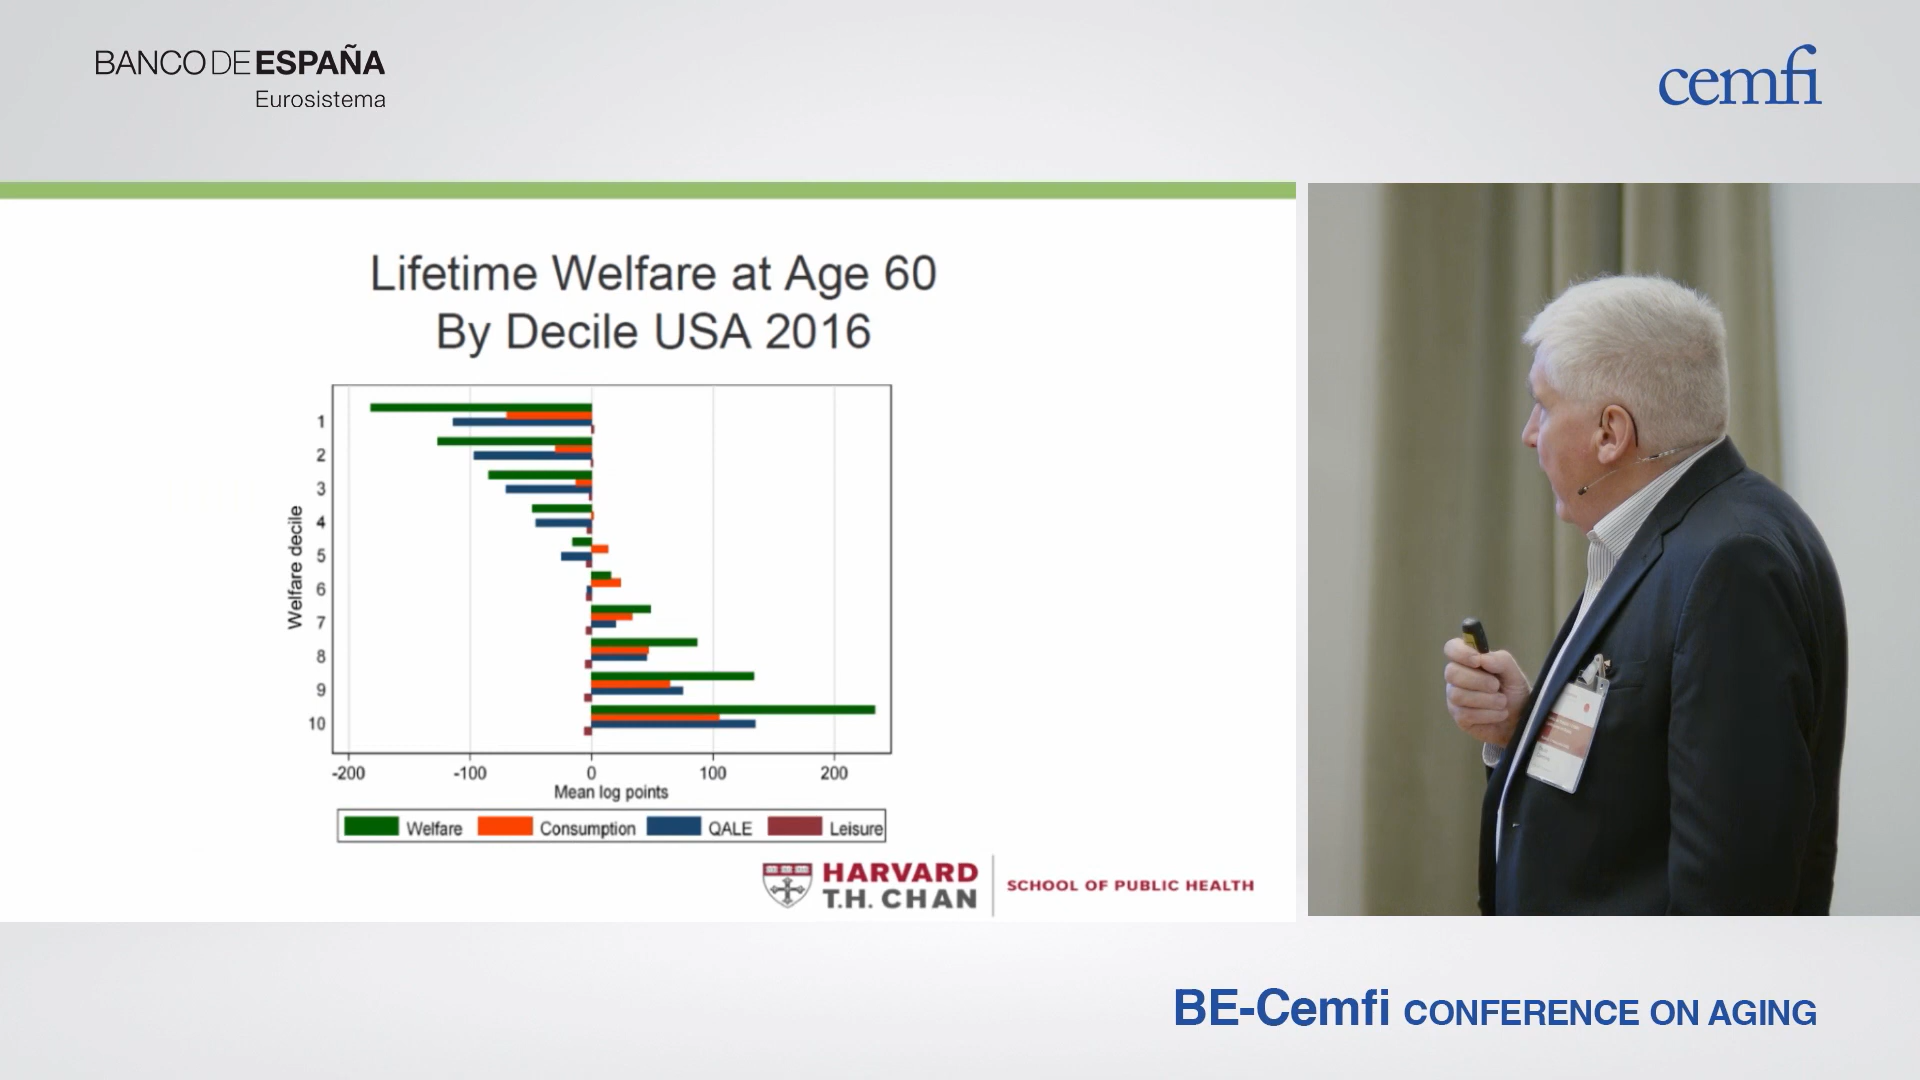 BANCO DE ESPAÑA
Eurosistema
cemfi
Lifetime Welfare at Age 60
By Decile USA 2016
Welfare decile
1
2
3
4
5
6
7
8
9
10
-200 -100 0 100 200
Mean log points
Welfare Consumption QALE Leisure
HARVARD
T.H. CHAN
SCHOOL OF PUBLIC HEALTH
BE-Cemfi CONFERENCE ON AGING